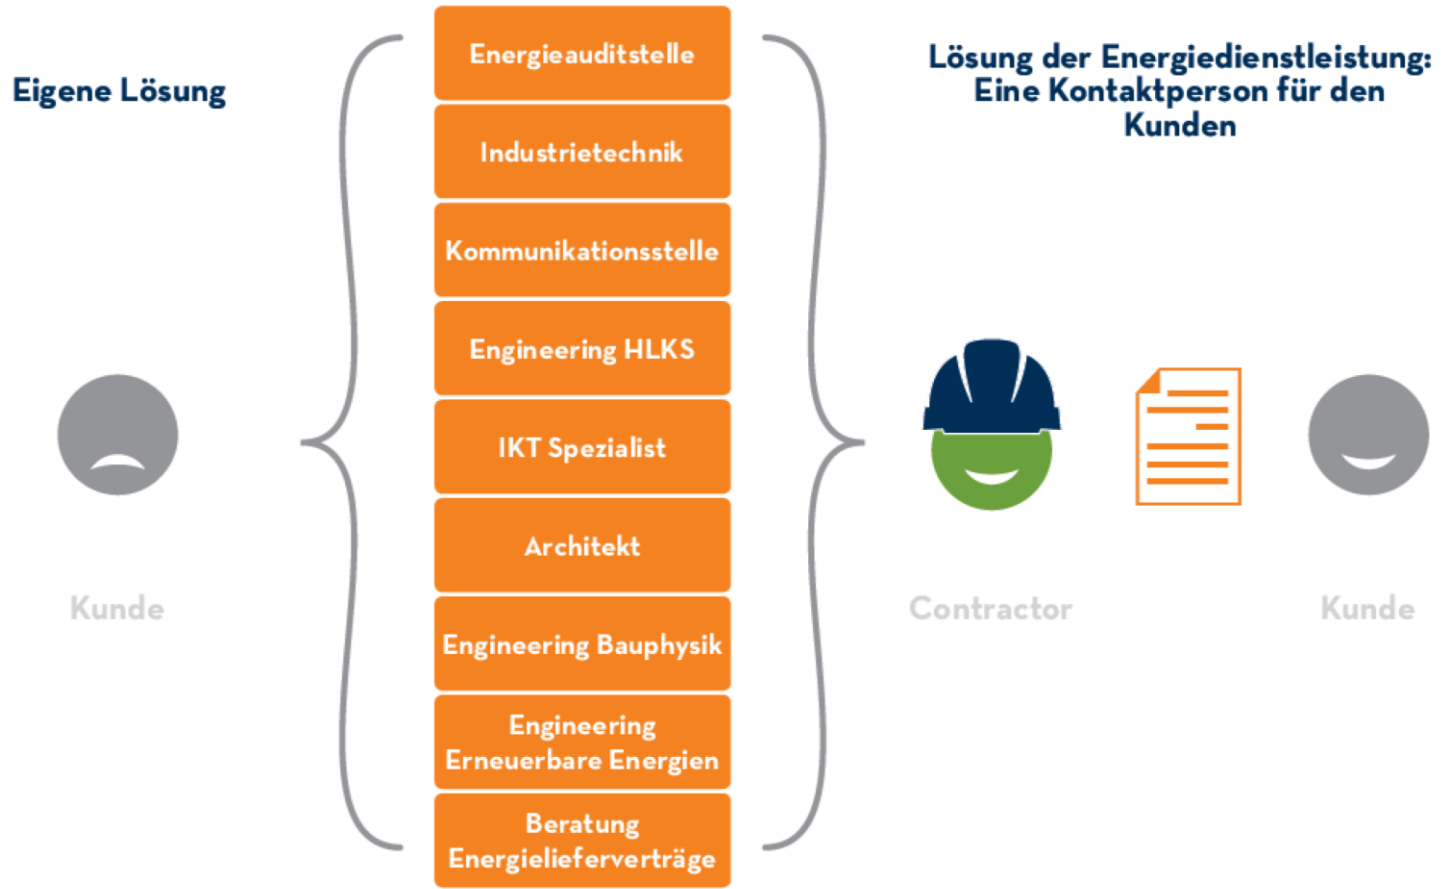 Eigene Lösung
Energieauditstelle
Industrietechnik
Kommunikationsstelle
Engineering HLKS
IKT Spezialist
Architekt
Engineering Bauphysik
Engineering
Erneuerbare Energien
Beratung
Energielieferverträge
Lösung der Energiedienstleistung:
Eine Kontaktperson für den
Kunden
Kunde
Contractor
Kunde